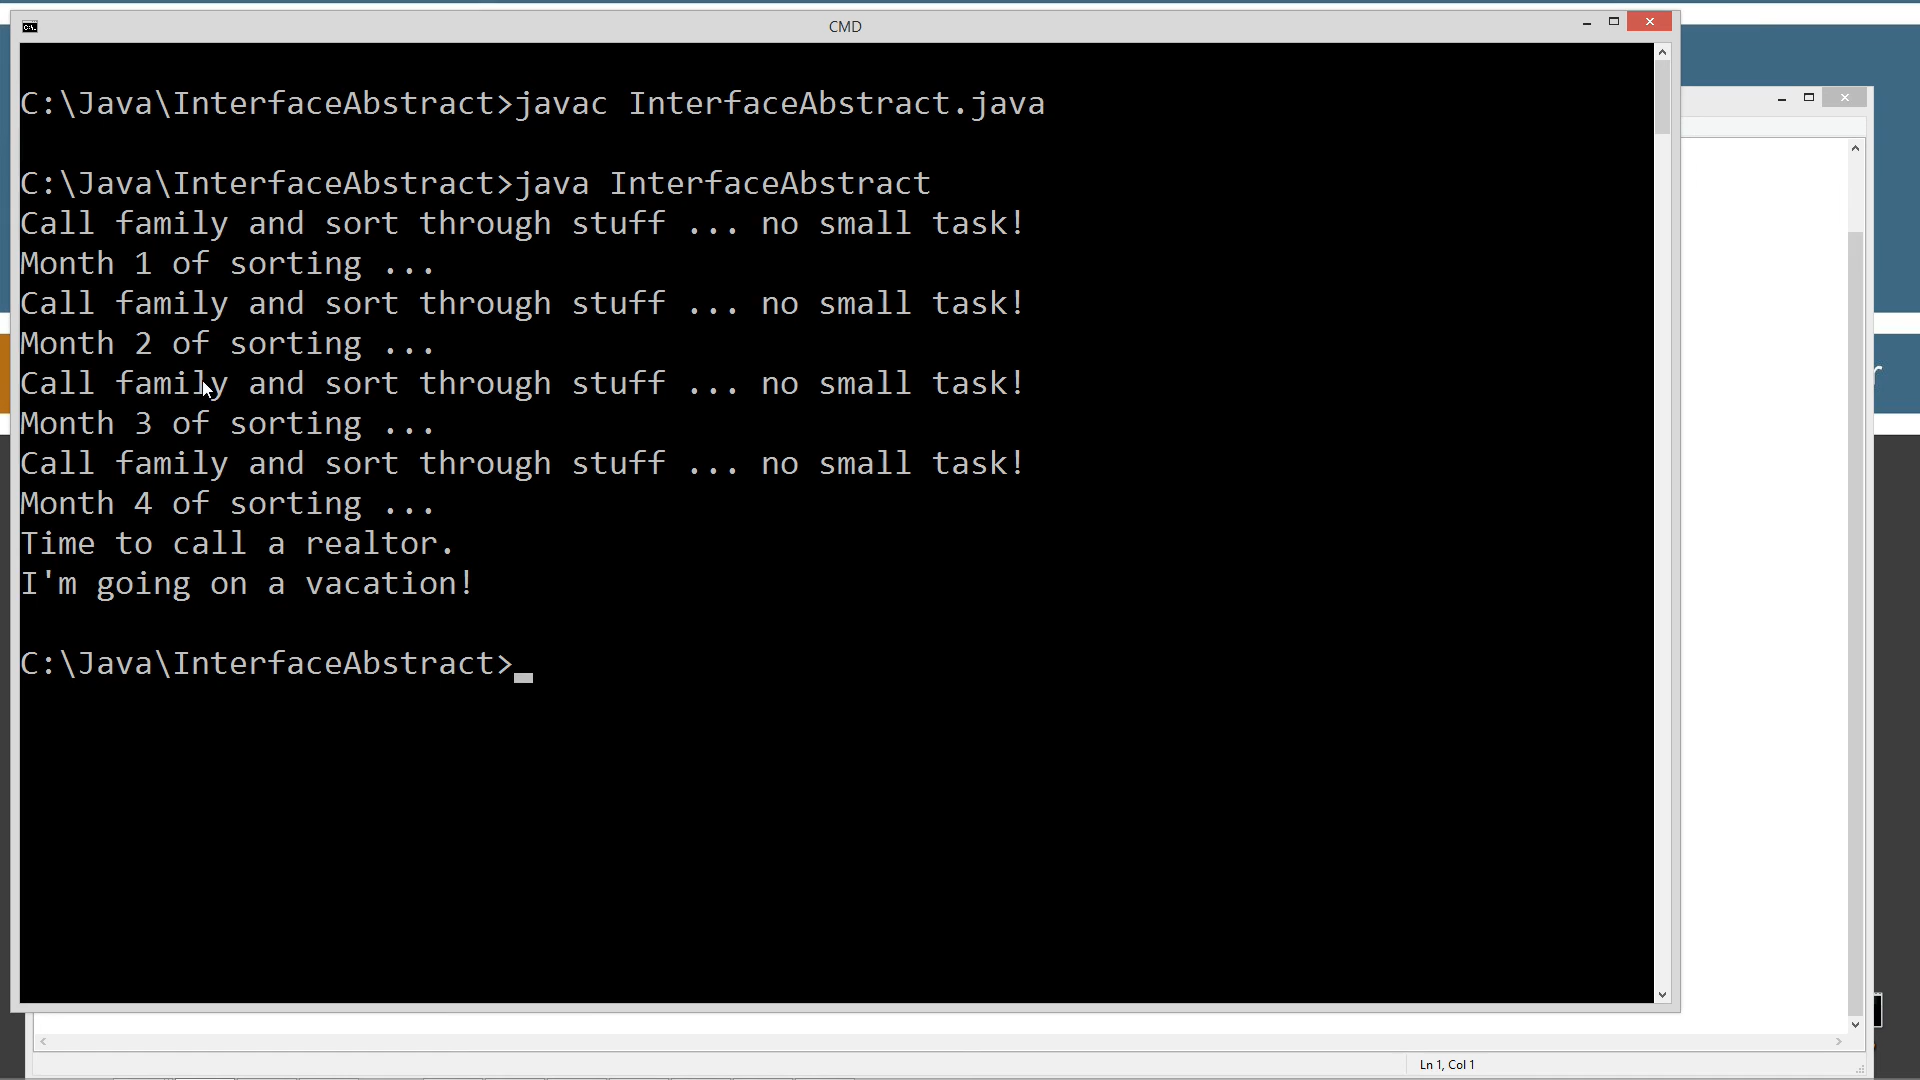 CMD
C:\Java\InterfaceAbstract>javac InterfaceAbstract.java
C:\Java\InterfaceAbstract>java InterfaceAbstract
Call family and sort through stuff ... no small task!
Month 1 of sorting ...
Call family and sort through stuff ... no small task!
Month 2 of sorting ...
Call family and sort through stuff ... no small task!
Month 3 of sorting ...
Call family and sort through stuff ... no small task!
Month 4 of sorting ...
Time to call a realtor.
I'm going on a vacation!
C:\Java\InterfaceAbstract>
Ln 1, Col 1